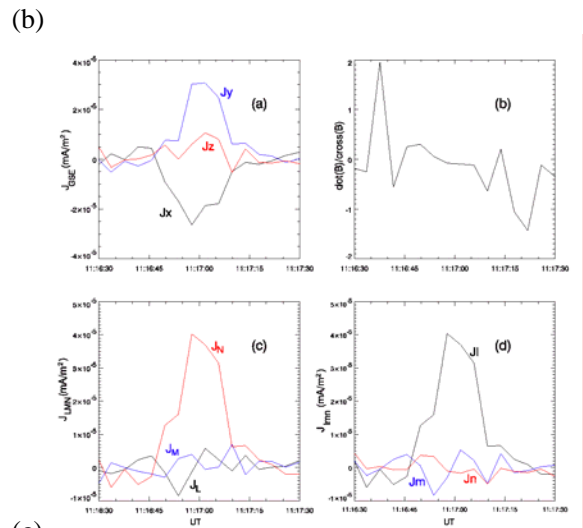 (b)
4×10⁻⁵
2×10⁻⁵
0
-2×10⁻⁵
-4×10⁻⁵
J_GSE (mA/m²)
Jy
(a)
Jz
Jx
11:16:30 11:16:45 11:17:00 11:17:15 11:17:30
2
1
0
-1
-2
dot(B)/cross(B)
(b)
11:16:30 11:16:45 11:17:00 11:17:15 11:17:30
5×10⁻⁵
4×10⁻⁵
3×10⁻⁵
2×10⁻⁵
1×10⁻⁵
0
-1×10⁻⁵
J_LMN (mA/m²)
(c)
J_N
J_M
J_L
11:16:30 11:16:45 11:17:00 11:17:15 11:17:30
UT
5×10⁻⁵
4×10⁻⁵
3×10⁻⁵
2×10⁻⁵
1×10⁻⁵
0
-1×10⁻⁵
J_lmn (mA/m²)
(d)
Jl
Jm
Jn
11:16:30 11:16:45 11:17:00 11:17:15 11:17:30
UT